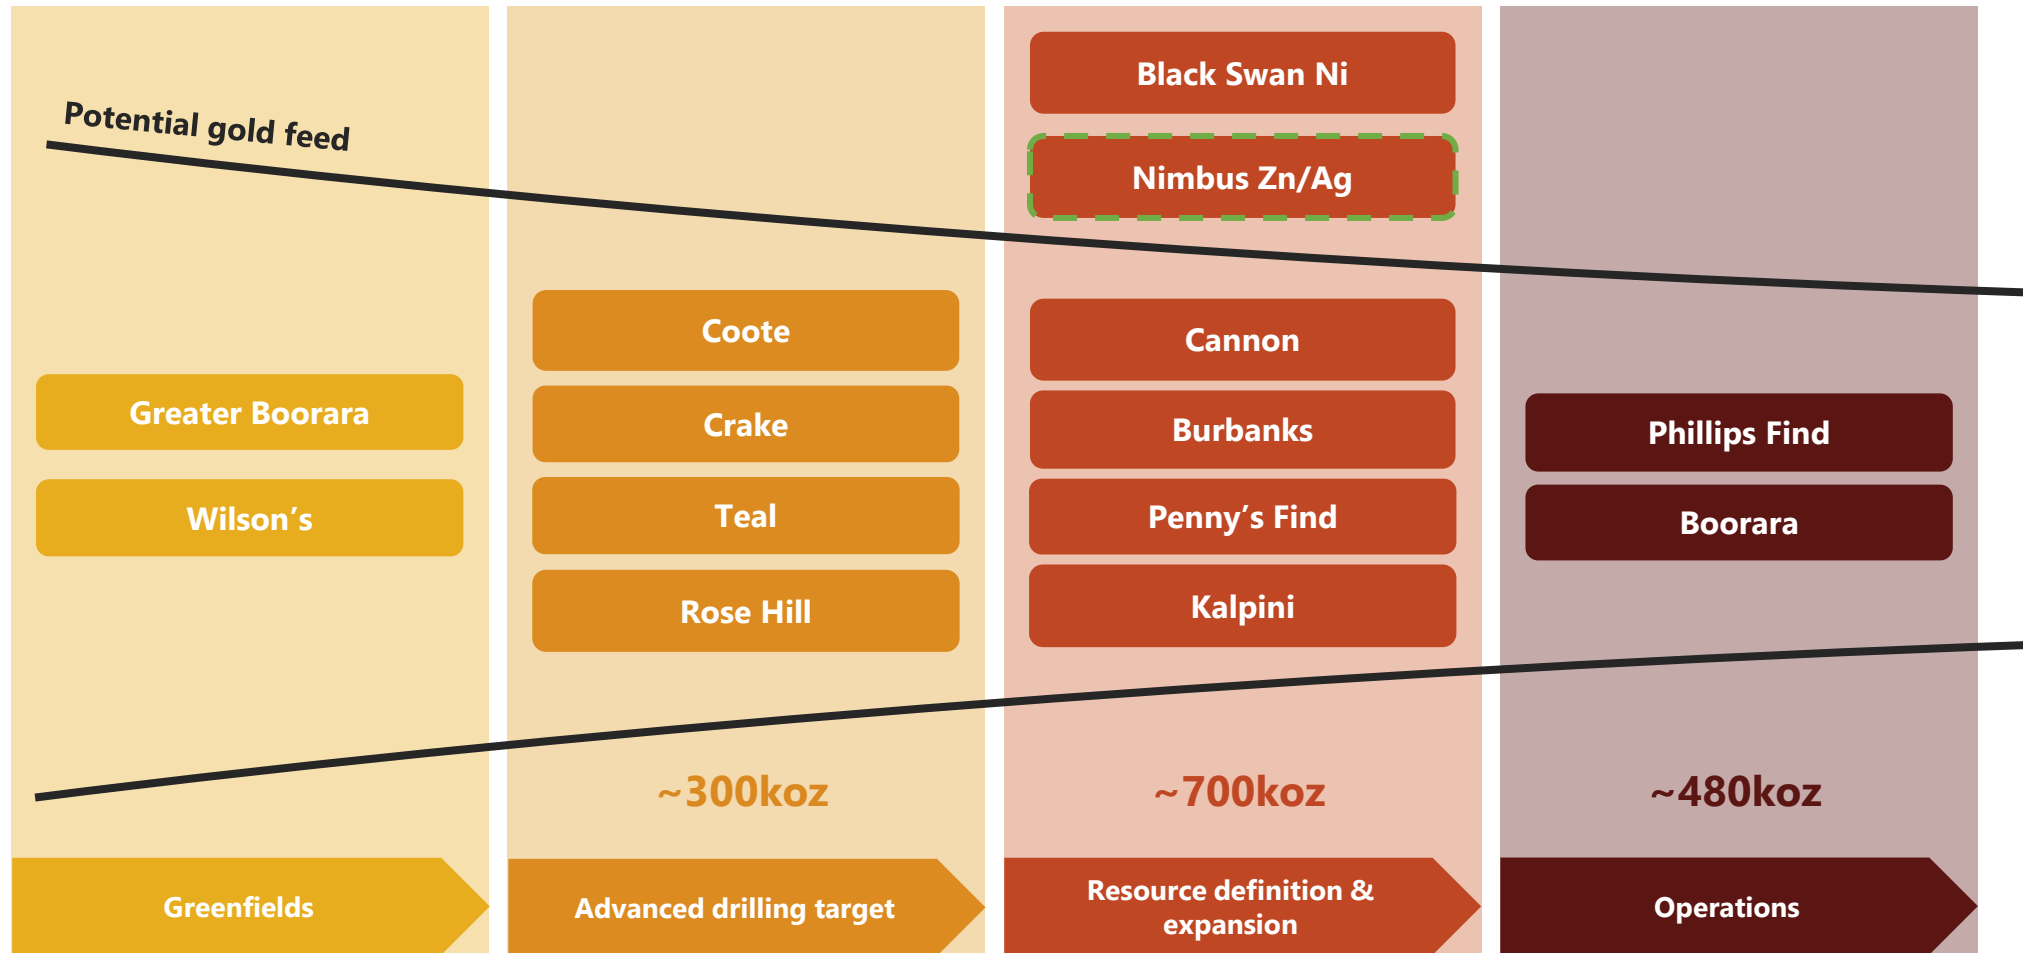 Potential gold feed
Greater Boorara
Wilson’s
Greenfields
Coote
Crake
Teal
Rose Hill
~300koz
Advanced drilling target
Black Swan Ni
Nimbus Zn/Ag
Cannon
Burbanks
Penny’s Find
Kalpini
~700koz
Resource definition &
expansion
Phillips Find
Boorara
~480koz
Operations